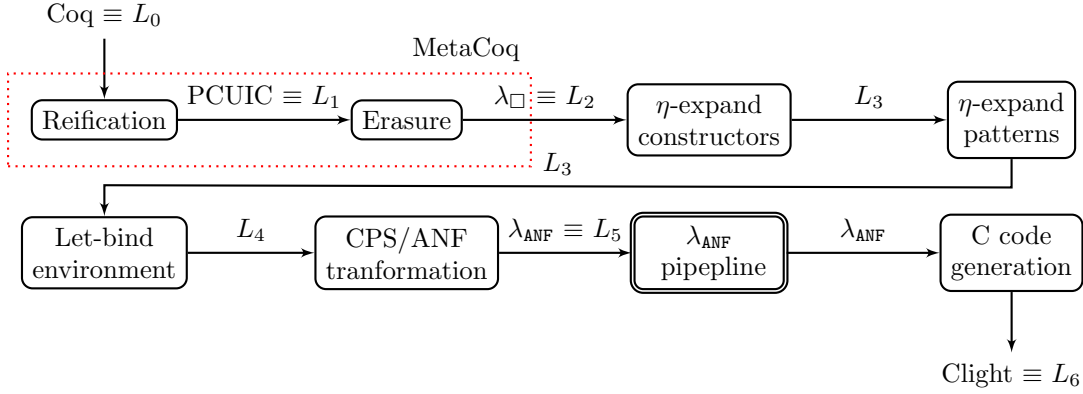 Coq ≡ L₀
MetaCoq
Reification
PCUIC ≡ L₁
Erasure
λ□ ≡ L₂
η-expand
constructors
L₃
η-expand
patterns
L₃
Let-bind
environment
L₄
CPS/ANF
tranformation
λANF ≡ L₅
λANF
pipepline
λANF
C code
generation
Clight ≡ L₆